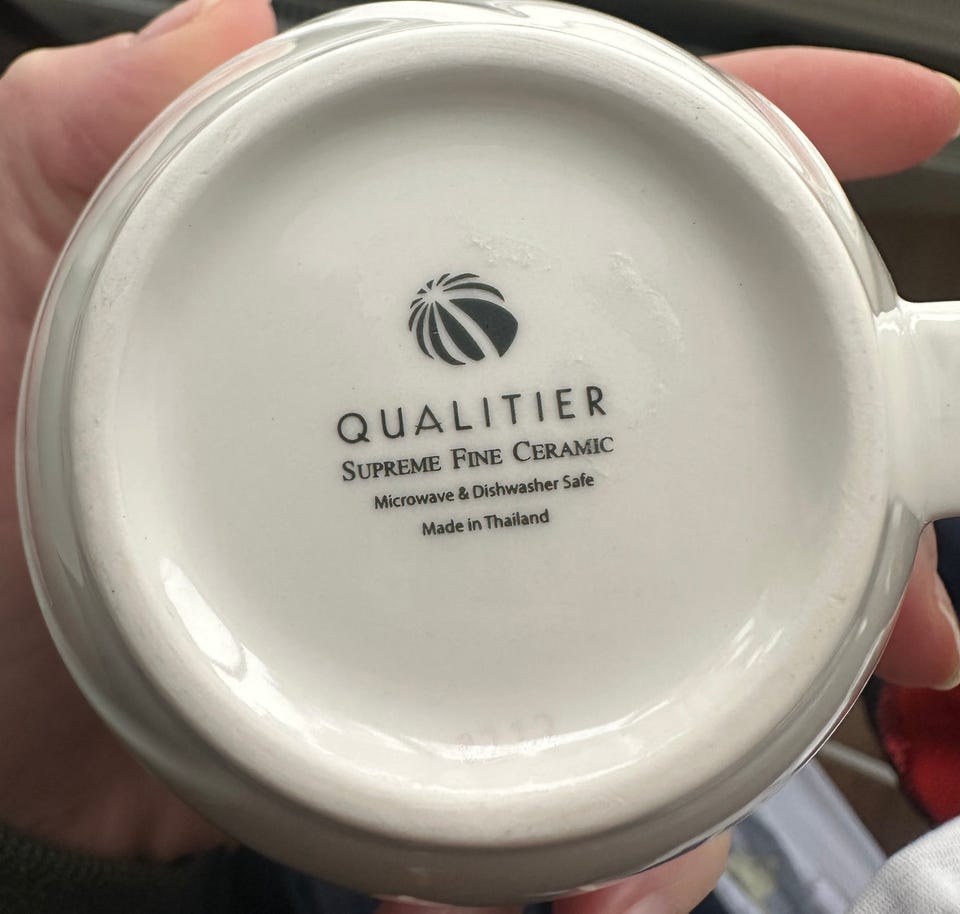 QUALITIER
SUPREME FINE CERAMIC
Microwave & Dishwasher Safe
Made in Thailand